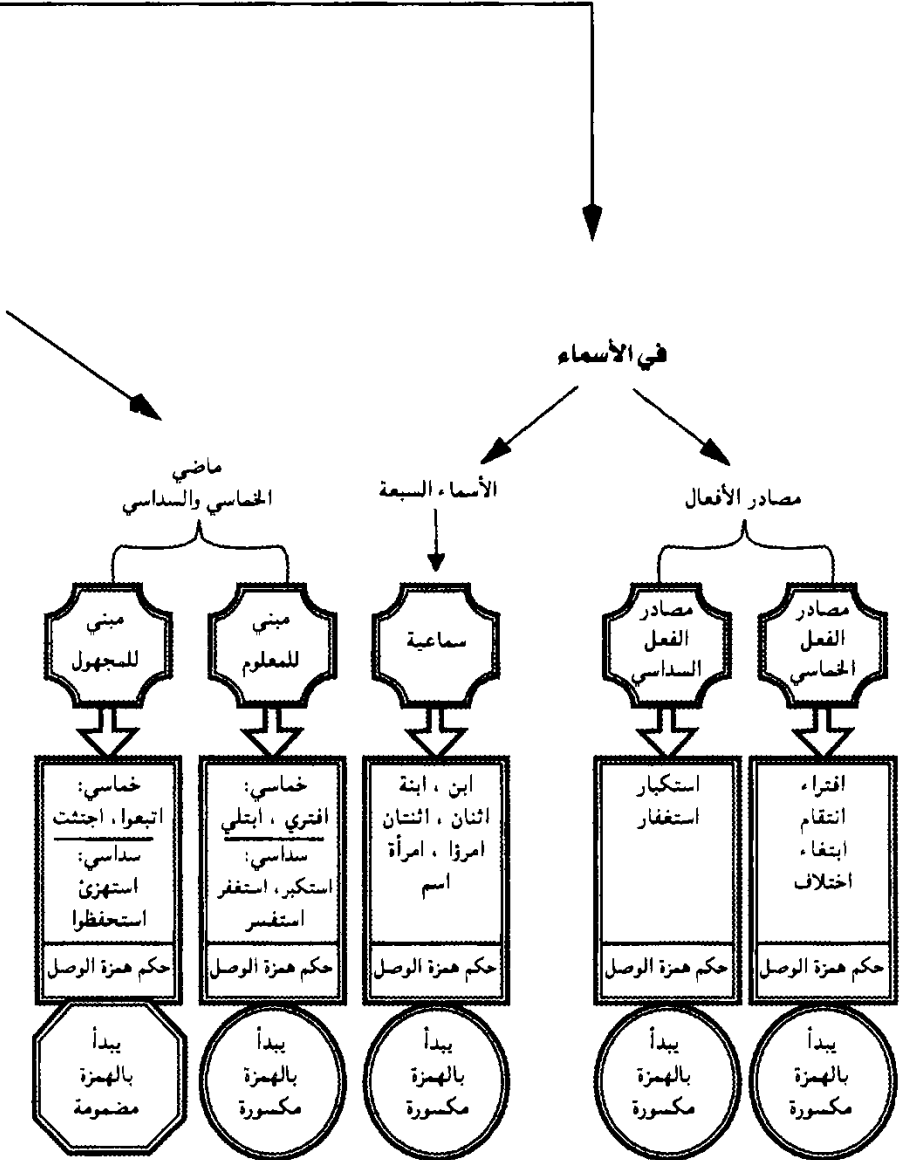 في الأسماء
مصادر الأفعال
الأسماء السبعة
ماضي
الخماسي والسداسي
مصادر
الفعل
الخماسي
افتراء
انتقام
ابتغاء
اختلاف
حكم همزة الوصل
يبدأ
بالهمزة
مكسورة
مصادر
الفعل
السداسي
استكبار
استغفار
حكم همزة الوصل
يبدأ
بالهمزة
مكسورة
سماعية
ابن ، ابنة
اثنان ، اثنتان
امرؤا ، امرأة
اسم
حكم همزة الوصل
يبدأ
بالهمزة
مكسورة
مبني
للمعلوم
خماسي:
افتري ، ابتلي
سداسي:
استكبر، استغفر
استفسر
حكم همزة الوصل
يبدأ
بالهمزة
مكسورة
مبني
للمجهول
خماسي:
اتبعوا ، اجتثت
سداسي:
استهزئ
استحفظوا
حكم همزة الوصل
يبدأ
بالهمزة
مضمومة